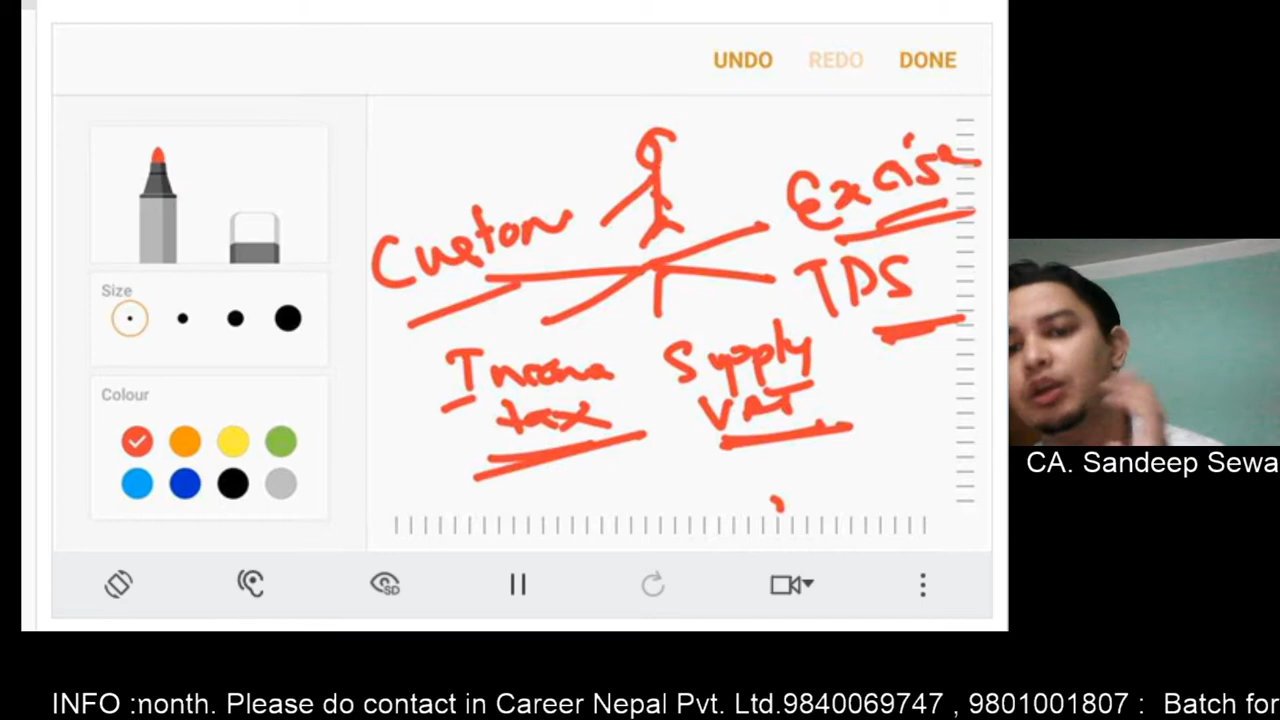 UNDO REDO DONE
Size
Colour
Custom
Excise
TDS
Income
tax
Supply
VAT
SD
CA. Sandeep Sewa
INFO :nonth. Please do contact in Career Nepal Pvt. Ltd.9840069747 , 9801001807 : Batch for